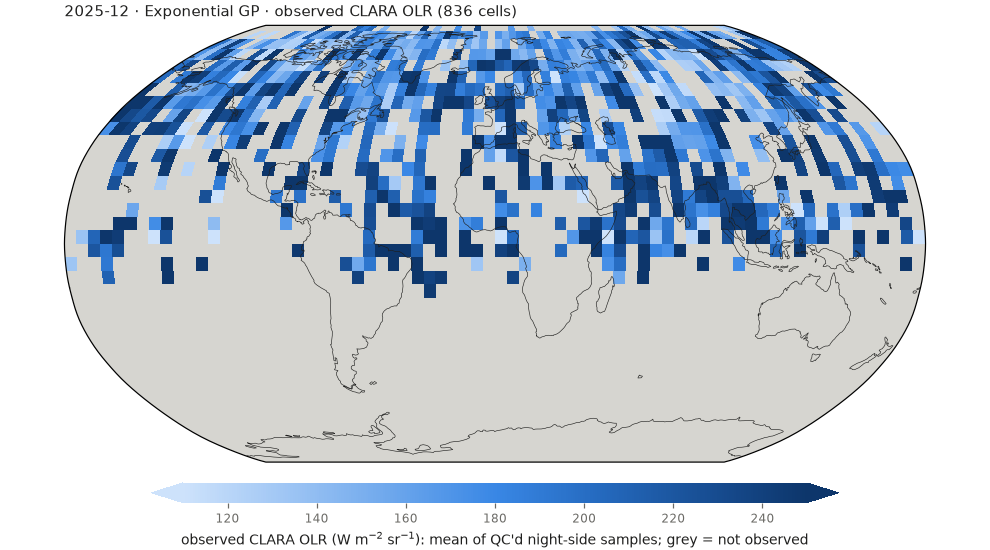 2025-12 · Exponential GP · observed CLARA OLR (836 cells)
120 140 160 180 200 220 240
observed CLARA OLR (W m⁻² sr⁻¹): mean of QC'd night-side samples; grey = not observed